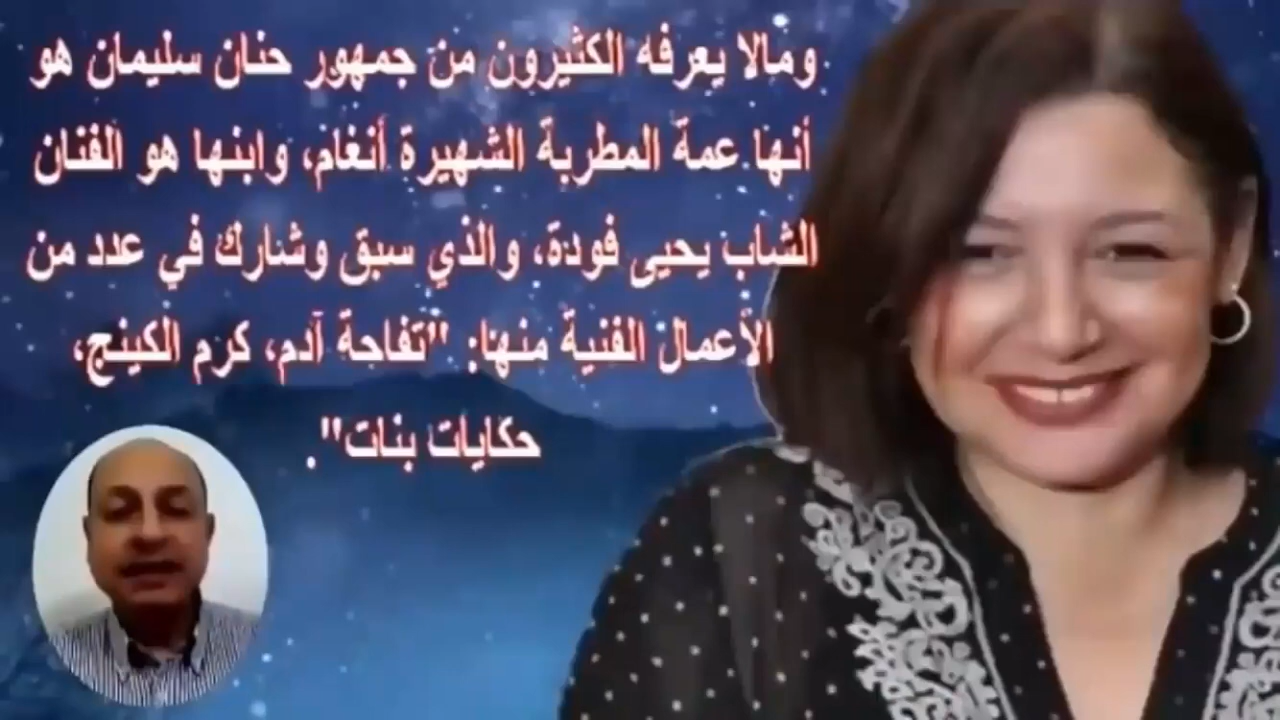 ومالا يعرفه الكثيرون من جمهور حنان سليمان هو
أنها عمة المطربة الشهيرة أنغام، وابنها هو الفنان
الشاب يحيى فودة، والذي سبق وشارك في عدد من
الأعمال الفنية منها: "تفاحة آدم، كرم الكينج،
حكايات بنات".